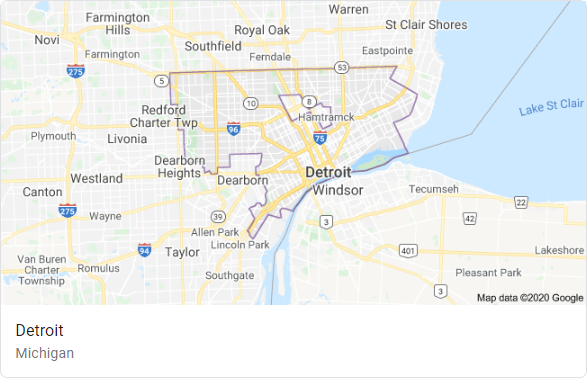 Warren
Farmington
Hills
Royal Oak
St Clair Shores
Novi
Southfield
Eastpointe
Farmington
Ferndale
275
5
53
10
8
Redford
Charter Twp
Hamtramck
Lake St Clair
96
75
Plymouth
Livonia
Dearborn
Heights
Detroit
Westland
Dearborn
Windsor
Canton
Tecumseh
22
275
Wayne
39
3
42
Allen Park
94
Lincoln Park
401
Lakeshore
Taylor
Van Buren
Charter
Township
Romulus
Southgate
Pleasant Park
3
Map data ©2020 Google
Detroit
Michigan